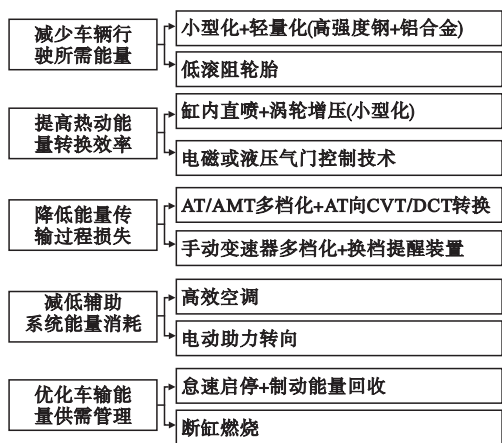 减少车辆行
驶所需能量
小型化+轻量化(高强度钢+铝合金)
低滚阻轮胎
提高热动能
量转换效率
缸内直喷+涡轮增压(小型化)
电磁或液压气门控制技术
降低能量传
输过程损失
AT/AMT多档化+AT向CVT/DCT转换
手动变速器多档化+换档提醒装置
减低辅助
系统能量消耗
高效空调
电动助力转向
优化车输能
量供需管理
怠速启停+制动能量回收
断缸燃烧